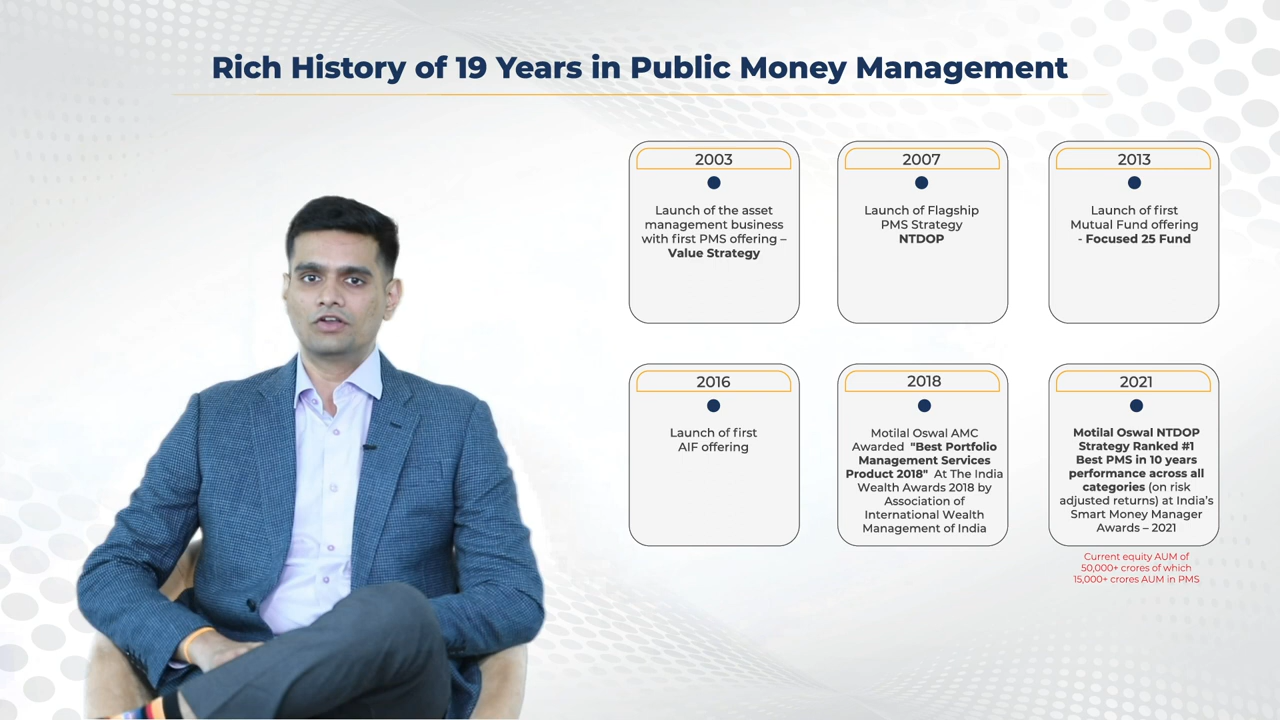 Rich History of 19 Years in Public Money Management
2003
Launch of the asset
management business
with first PMS offering –
Value Strategy
2007
Launch of Flagship
PMS Strategy
NTDOP
2013
Launch of first
Mutual Fund offering
- Focused 25 Fund
2016
Launch of first
AIF offering
2018
Motilal Oswal AMC
Awarded "Best Portfolio
Management Services
Product 2018" At The India
Wealth Awards 2018 by
Association of
International Wealth
Management of India
2021
Motilal Oswal NTDOP
Strategy Ranked #1
Best PMS in 10 years
performance across all
categories (on risk
adjusted returns) at India's
Smart Money Manager
Awards – 2021
Current equity AUM of
50,000+ crores of which
15,000+ crores AUM in PMS